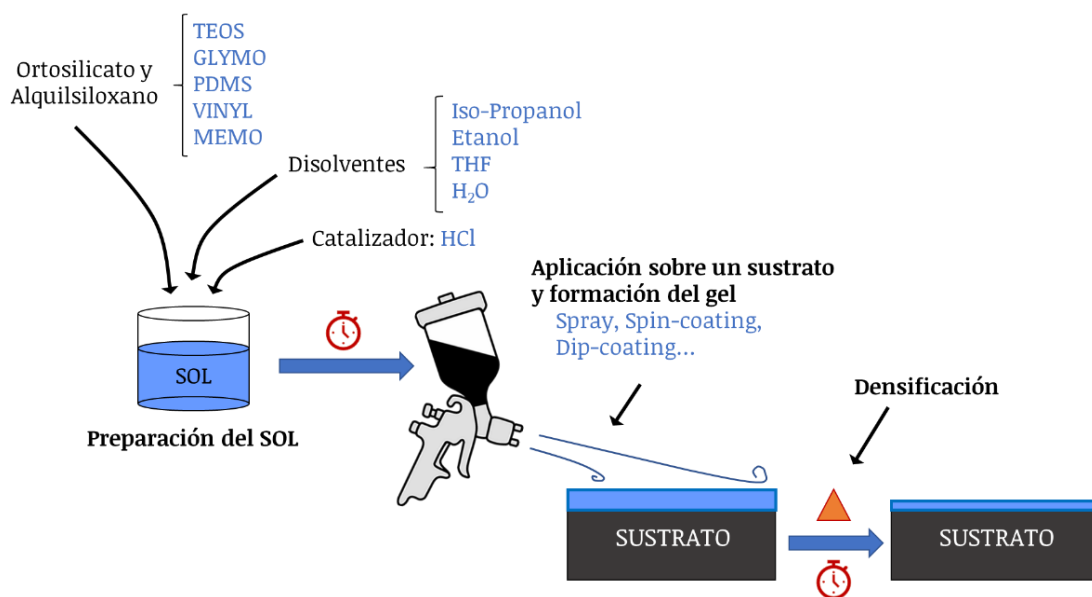 Ortosilicato y
Alquilsiloxano
TEOS
GLYMO
PDMS
VINYL
MEMO
Disolventes
Iso-Propanol
Etanol
THF
H₂O
Catalizador: HCl
SOL
Preparación del SOL
Aplicación sobre un sustrato
y formación del gel
Spray, Spin-coating,
Dip-coating...
Densificación
SUSTRATO
SUSTRATO